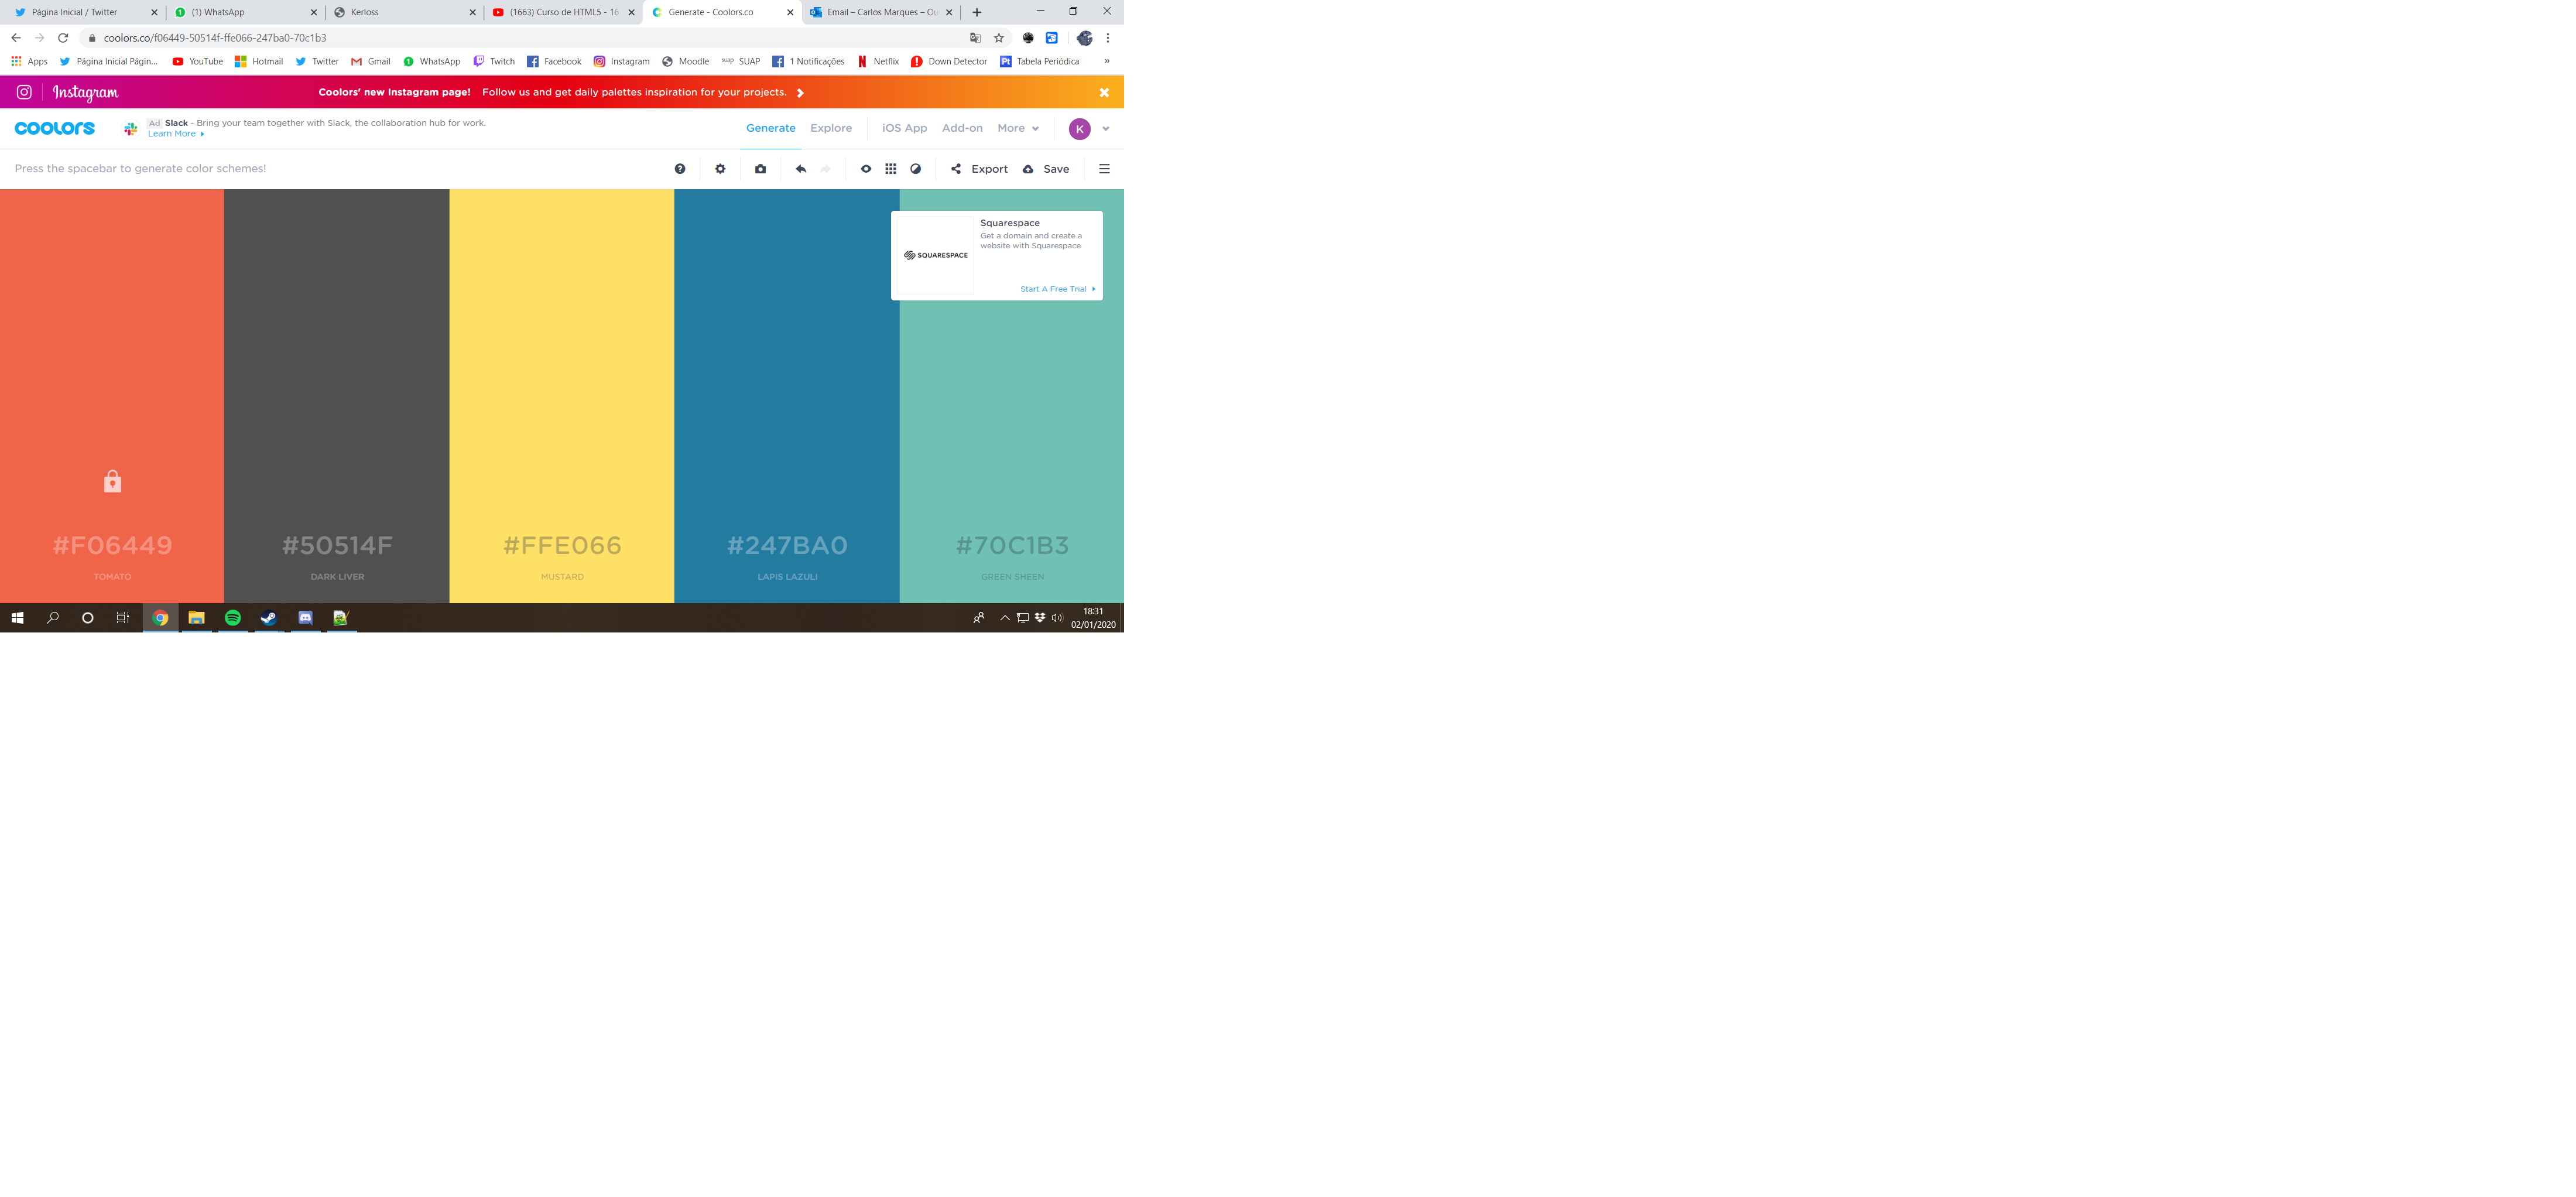 Página Inicial / Twitter
(1) WhatsApp
Kerloss
(1663) Curso de HTML5 - 16
Generate - Coolors.co
Email – Carlos Marques – Ou
coolors.co/f06449-50514f-ffe066-247ba0-70c1b3
Apps
Página Inicial Págin...
YouTube
Hotmail
Twitter
Gmail
WhatsApp
Twitch
Facebook
Instagram
Moodle
suap SUAP
1 Notificações
Netflix
Down Detector
Pt Tabela Periódica
»
Instagram
Coolors' new Instagram page! Follow us and get daily palettes inspiration for your projects.
coolors
Ad Slack - Bring your team together with Slack, the collaboration hub for work.
Learn More
Generate
Explore
iOS App
Add-on
More
K
Press the spacebar to generate color schemes!
Export
Save
Squarespace
Get a domain and create a
website with Squarespace
SQUARESPACE
Start A Free Trial
#F06449
#50514F
#FFE066
#247BA0
#70C1B3
TOMATO
DARK LIVER
MUSTARD
LAPIS LAZULI
GREEN SHEEN
18:31
02/01/2020